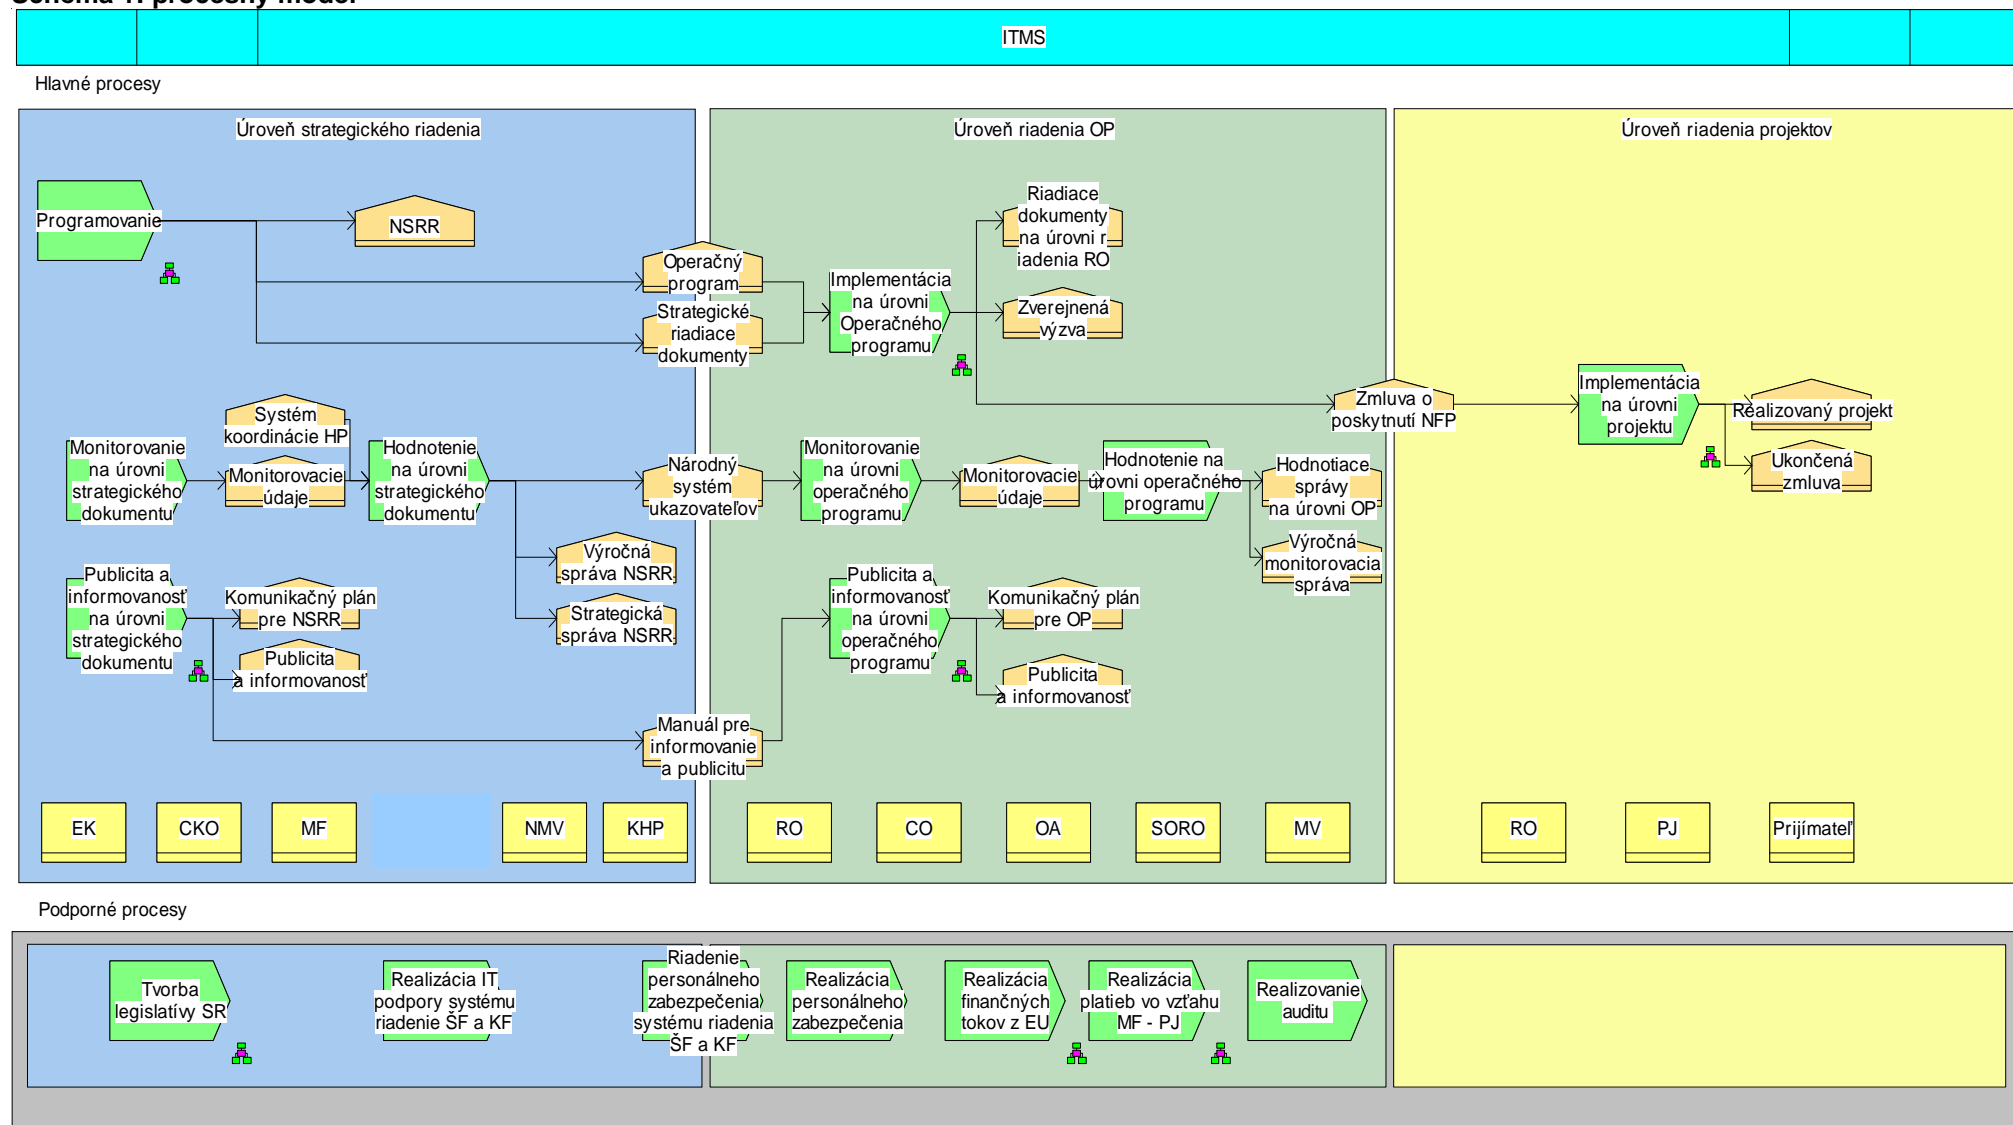 Schéma 1: procesný model
ITMS
Hlavné procesy
Úroveň strategického riadenia
Programovanie
NSRR
Operačný
program
Strategické
riadiace
dokumenty
Systém
koordinácie HP
Monitorovanie
na úrovni
strategického
dokumentu
Monitorovacie
údaje
Hodnotenie
na úrovni
strategického
dokumentu
Národný
systém
ukazovateľov
Výročná
správa NSRR
Strategická
správa NSRR
Publicita a
informovanosť
na úrovni
strategického
dokumentu
Komunikačný plán
pre NSRR
Publicita
a informovanosť
Manuál pre
informovanie
a publicitu
EK
CKO
MF
NMV
KHP
Úroveň riadenia OP
Implementácia
na úrovni
Operačného
programu
Riadiace
dokumenty
na úrovni r
iadenia RO
Zverejnená
výzva
Zmluva o
poskytnutí NFP
Monitorovanie
na úrovni
operačného
programu
Monitorovacie
údaje
Hodnotenie na
úrovni operačného
programu
Hodnotiace
správy
na úrovni OP
Výročná
monitorovacia
správa
Publicita a
informovanosť
na úrovni
operačného
programu
Komunikačný plán
pre OP
Publicita
a informovanosť
RO
CO
OA
SORO
MV
Úroveň riadenia projektov
Implementácia
na úrovni
projektu
Realizovaný projekt
Ukončená
zmluva
RO
PJ
Prijímateľ
Podporné procesy
Tvorba
legislatívy SR
Realizácia IT
podpory systému
riadenie ŠF a KF
Riadenie
personálneho
zabezpečenia
systému riadenia
ŠF a KF
Realizácia
personálneho
zabezpečenia
Realizácia
finančných
tokov z EU
Realizácia
platieb vo vzťahu
MF - PJ
Realizovanie
auditu